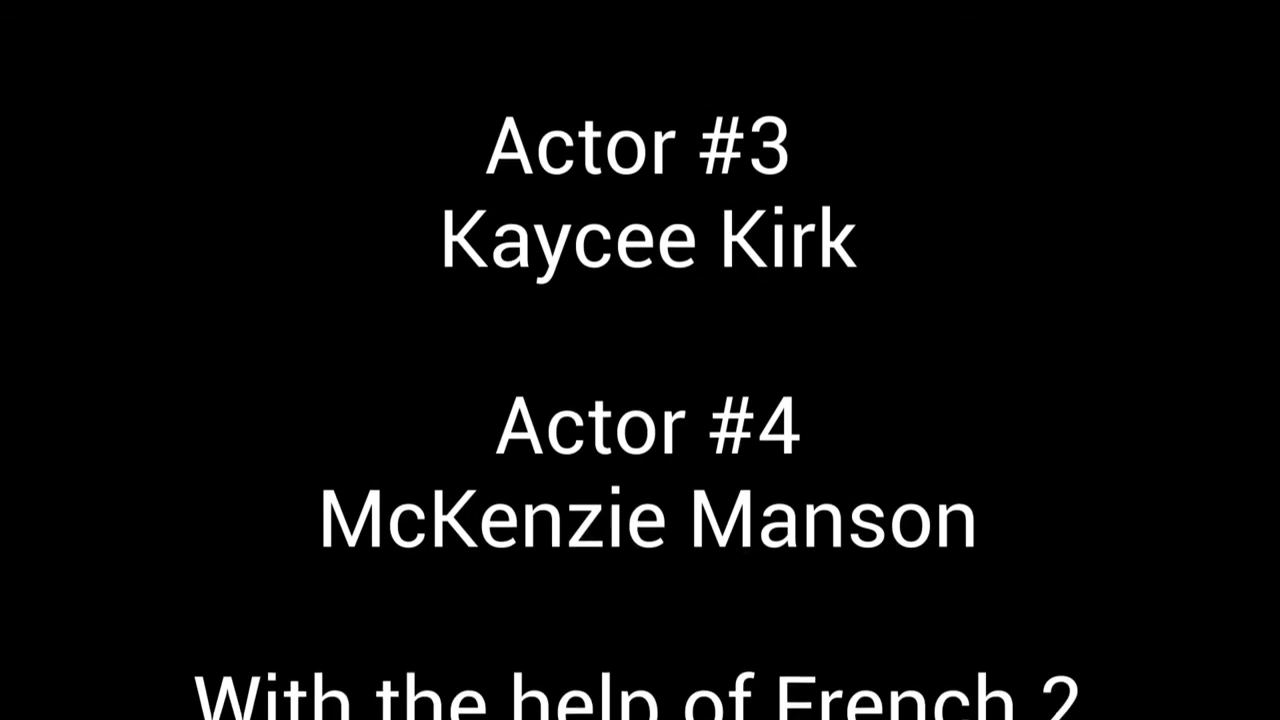 Actor #3
Kaycee Kirk
Actor #4
McKenzie Manson
With the help of French 2